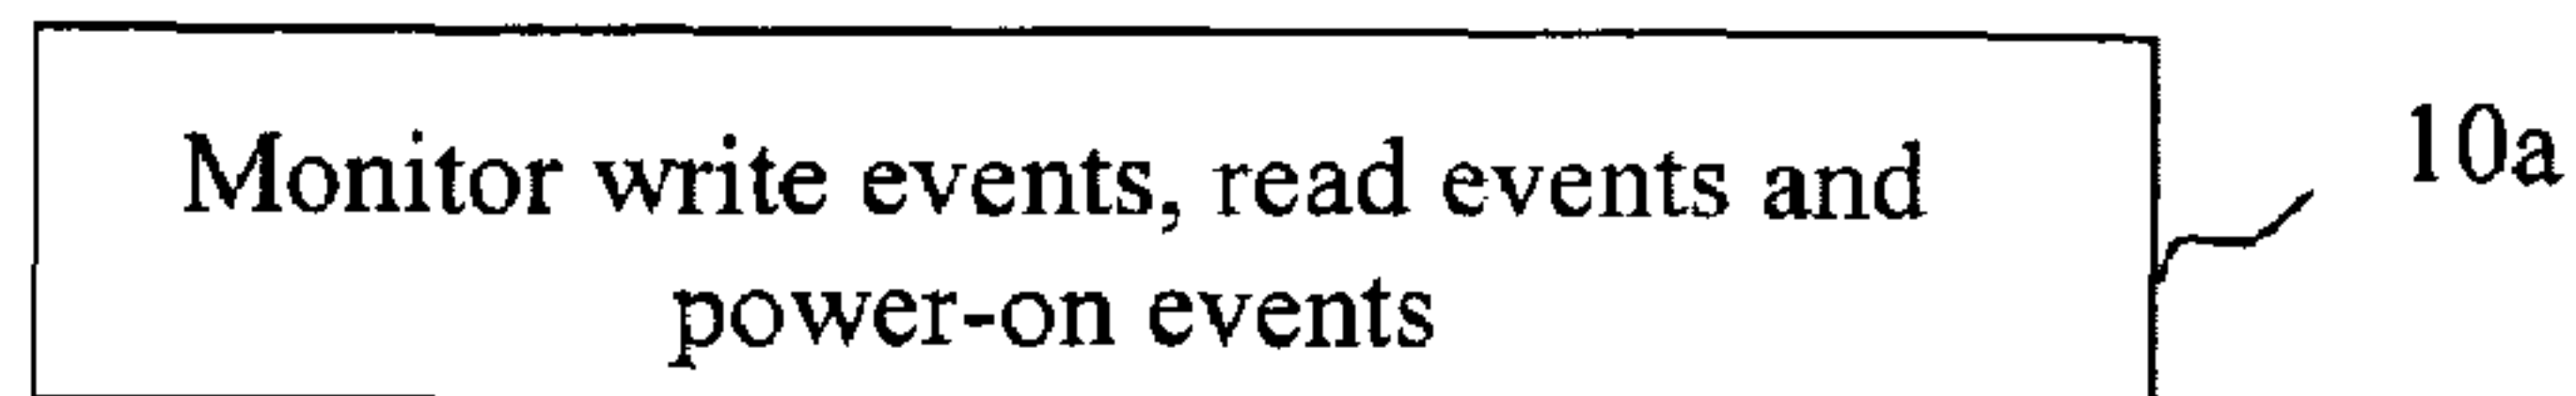 Monitor write events, read events and
power-on events
10a